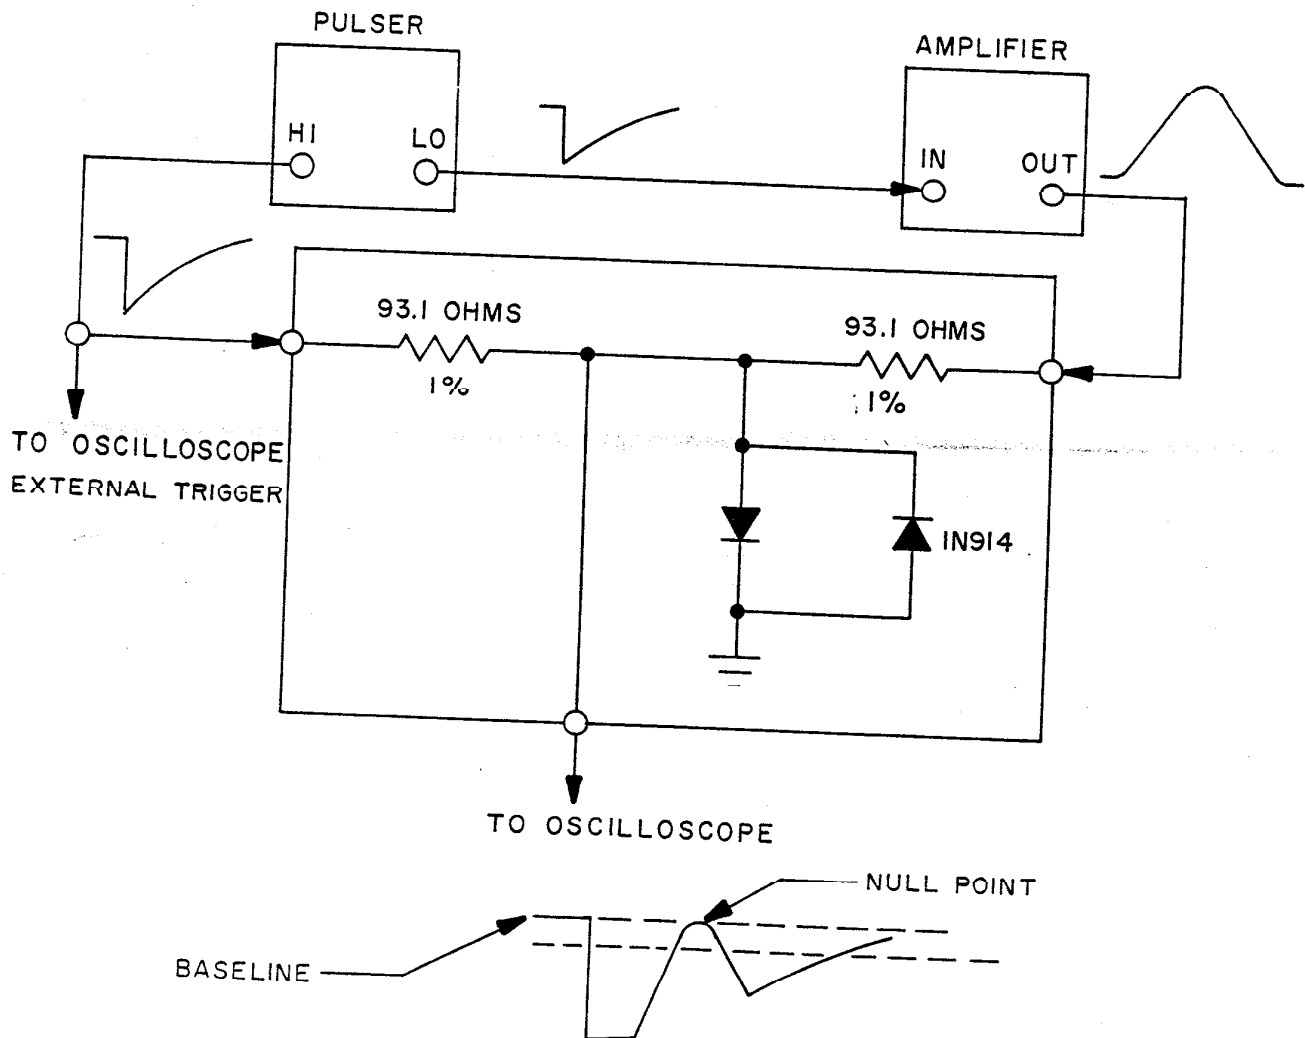 PULSER
AMPLIFIER
HI
LO
IN
OUT
93.1 OHMS
1%
93.1 OHMS
1%
TO OSCILLOSCOPE
EXTERNAL TRIGGER
1N914
TO OSCILLOSCOPE
NULL POINT
BASELINE